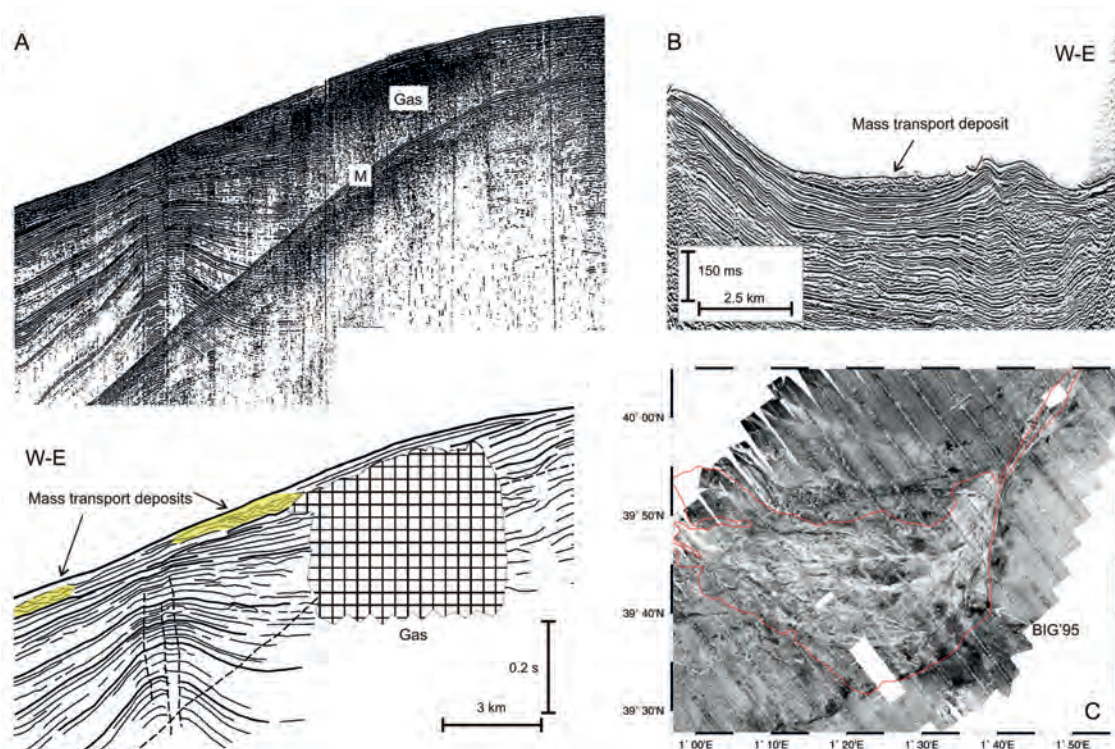 A
Gas
M
B
W-E
Mass transport deposit
150 ms
2.5 km
W-E
Mass transport deposits
Gas
0.2 s
3 km
40° 00'N
39° 50'N
39° 40'N
39° 30'N
BIG'95
C
1° 00'E
1° 10'E
1° 20'E
1° 30'E
1° 40'E
1° 50'E